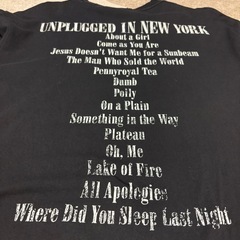 UNPLUGGED IN NEW YORK
About a Girl
Come as You Are
Jesus Doesn't Want Me for a Sunbeam
The Man Who Sold the World
Pennyroyal Tea
Dumb
Polly
On a Plain
Something in the Way
Plateau
Oh, Me
Lake of Fire
All Apologies
Where Did You Sleep Last Night